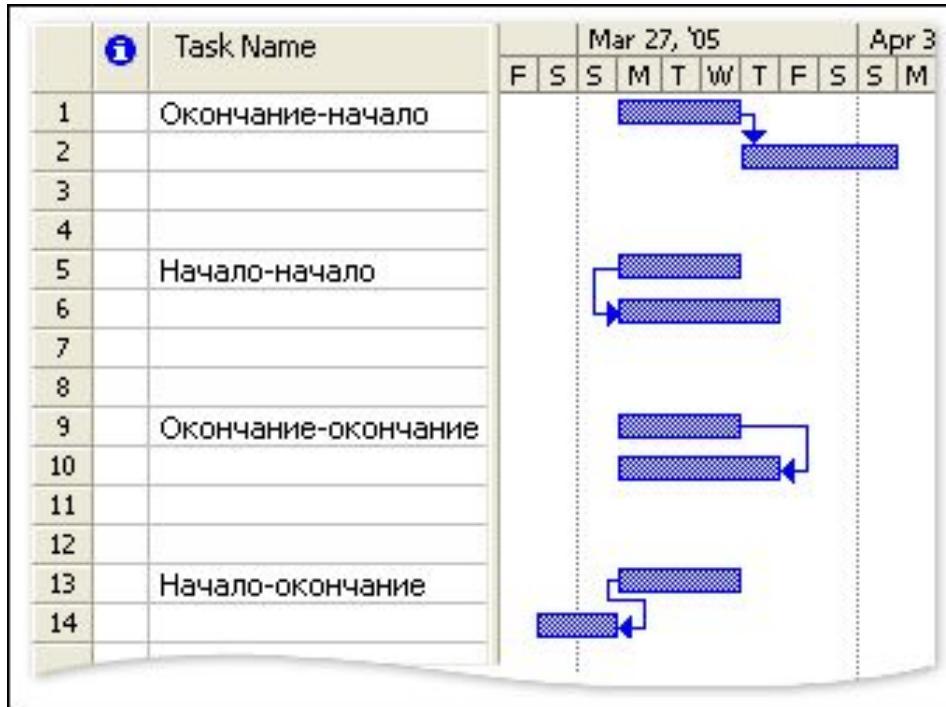 Task Name
Mar 27, '05 Apr 3
F S S M T W T F S S M
1 Окончание-начало
2
3
4
5 Начало-начало
6
7
8
9 Окончание-окончание
10
11
12
13 Начало-окончание
14